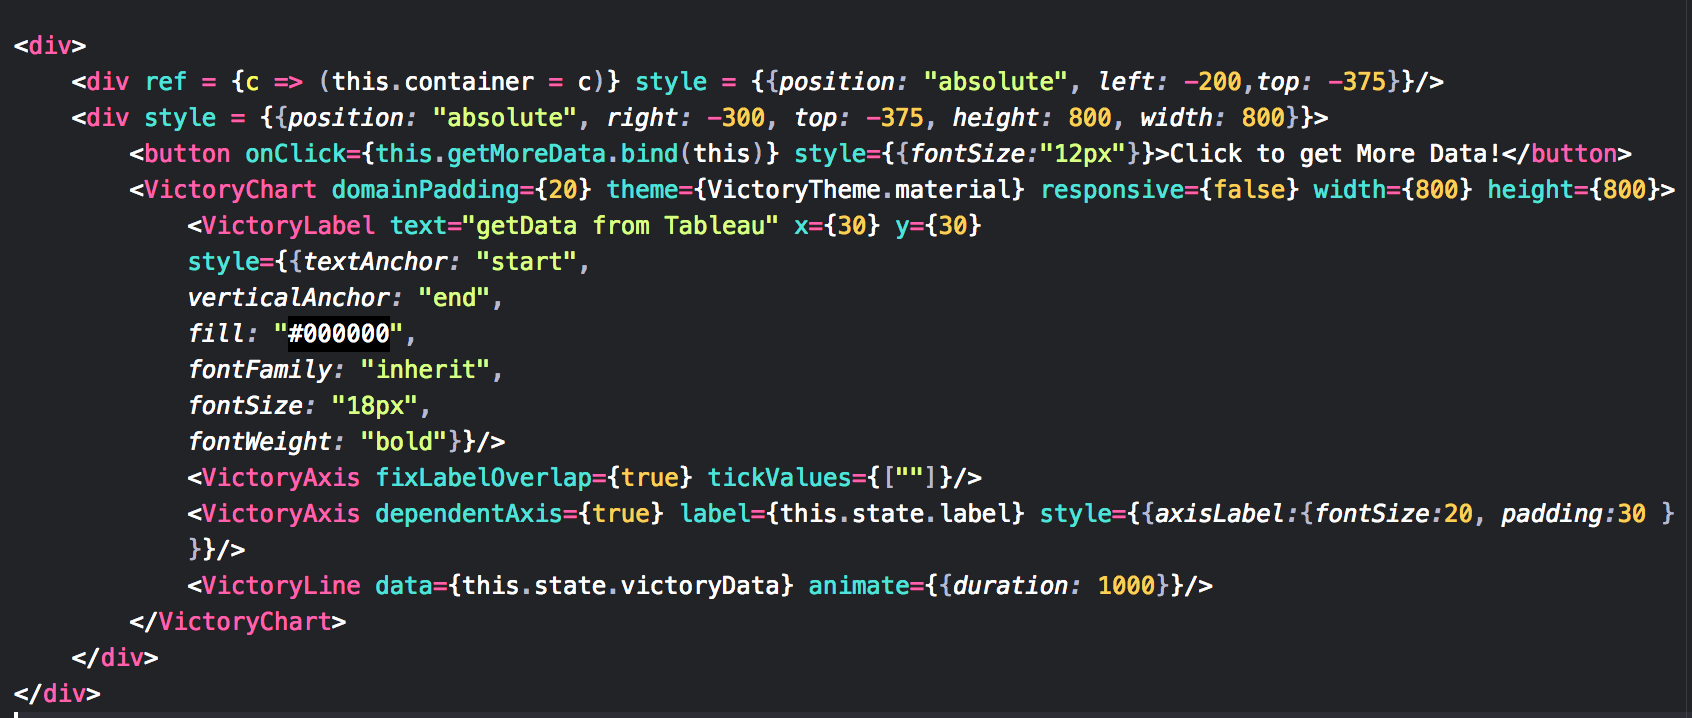 <div>
<div ref = {c => (this.container = c)} style = {{position: "absolute", left: -200,top: -375}}/>
<div style = {{position: "absolute", right: -300, top: -375, height: 800, width: 800}}>
<button onClick={this.getMoreData.bind(this)} style={{fontSize:"12px"}}>Click to get More Data!</button>
<VictoryChart domainPadding={20} theme={VictoryTheme.material} responsive={false} width={800} height={800}>
<VictoryLabel text="getData from Tableau" x={30} y={30}
style={{textAnchor: "start",
verticalAnchor: "end",
fill: "#000000",
fontFamily: "inherit",
fontSize: "18px",
fontWeight: "bold"}}/>
<VictoryAxis fixLabelOverlap={true} tickValues={[""]}/>
<VictoryAxis dependentAxis={true} label={this.state.label} style={{axisLabel:{fontSize:20, padding:30 }
}}/>
<VictoryLine data={this.state.victoryData} animate={{duration: 1000}}/>
</VictoryChart>
</div>
</div>